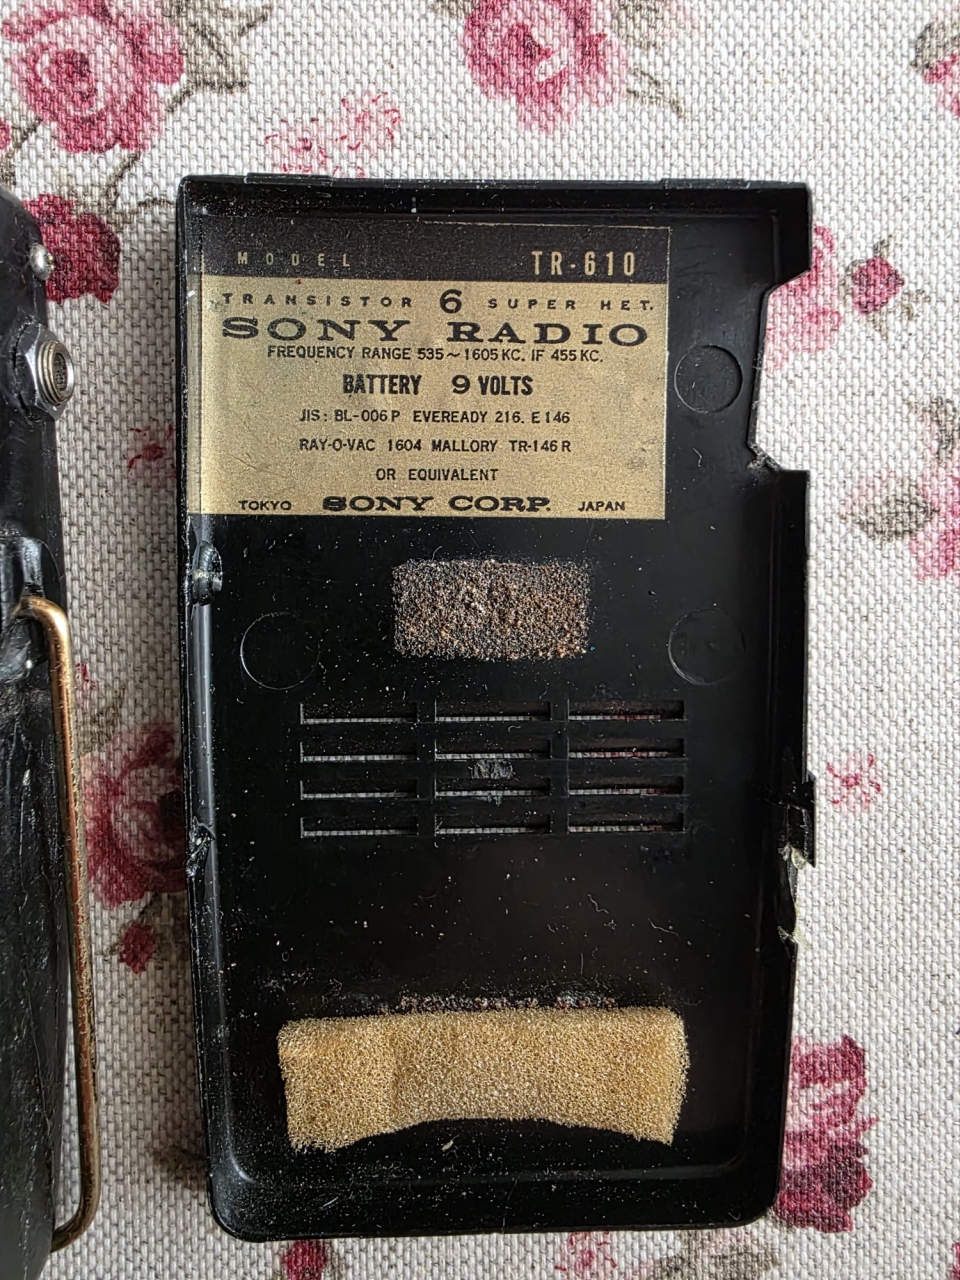 MODEL TR-610
TRANSISTOR 6 SUPER HET.
SONY RADIO
FREQUENCY RANGE 535~1605 KC. IF 455 KC.
BATTERY 9 VOLTS
JIS: BL-006P EVEREADY 216. E146
RAY-O-VAC 1604 MALLORY TR-146R
OR EQUIVALENT
TOKYO SONY CORP. JAPAN